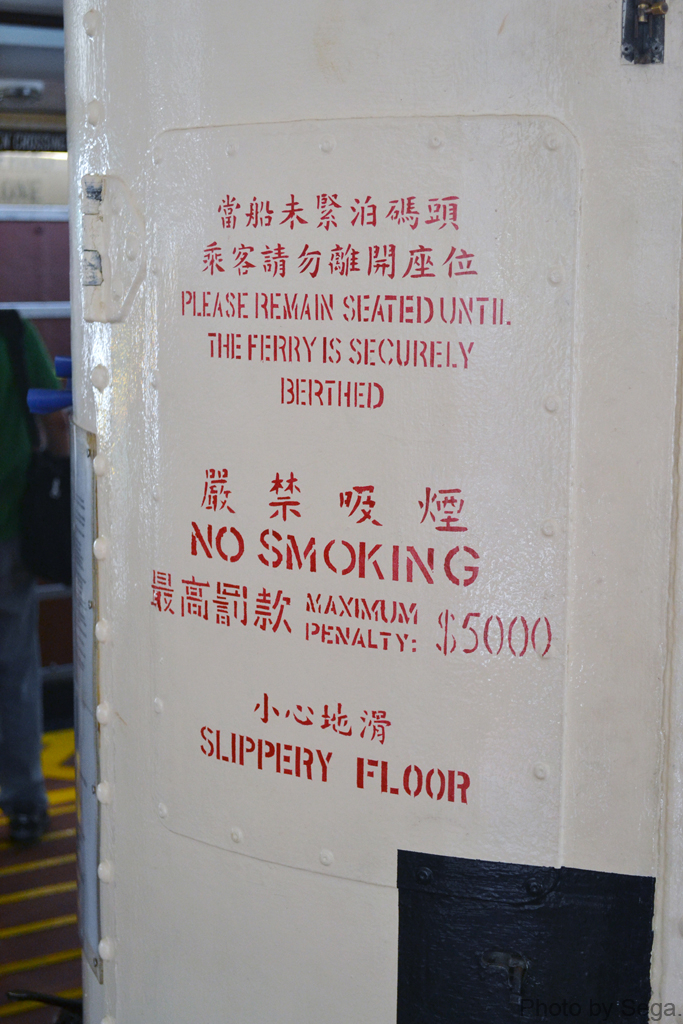 當船未緊泊碼頭
乘客請勿離開座位
PLEASE REMAIN SEATED UNTIL
THE FERRY IS SECURELY
BERTHED
嚴禁吸煙
NO SMOKING
最高罰款 MAXIMUM PENALTY: $5000
小心地滑
SLIPPERY FLOOR
Photo by Sega.